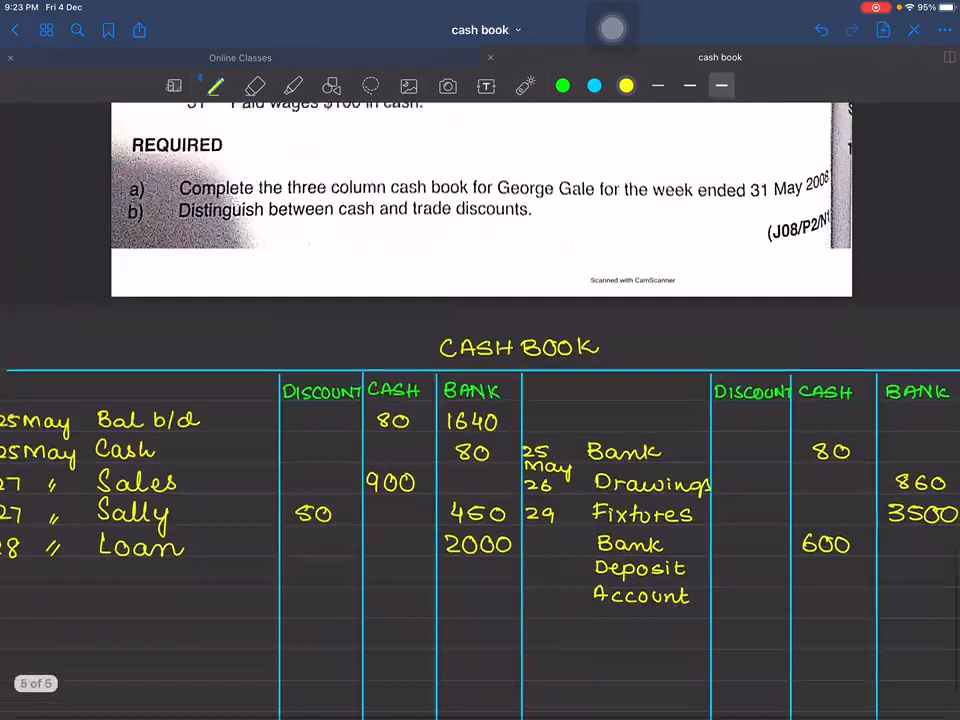 9:23 PM Fri 4 Dec 95%
cash book
Online Classes
cash book
31 Paid wages $100 in cash.
REQUIRED
a) Complete the three column cash book for George Gale for the week ended 31 May 2008
b) Distinguish between cash and trade discounts.
(J08/P2/N1
Scanned with CamScanner
CASH BOOK
DISCOUNT CASH BANK DISCOUNT CASH BANK
25 May Bal b/d 80 1640
25 May Cash 80 25 May Bank 80
27 " Sales 900 26 Drawings 860
27 " Sally 50 450 29 Fixtures 3500
8 " Loan 2000 Bank 600
Deposit
Account
5 of 5